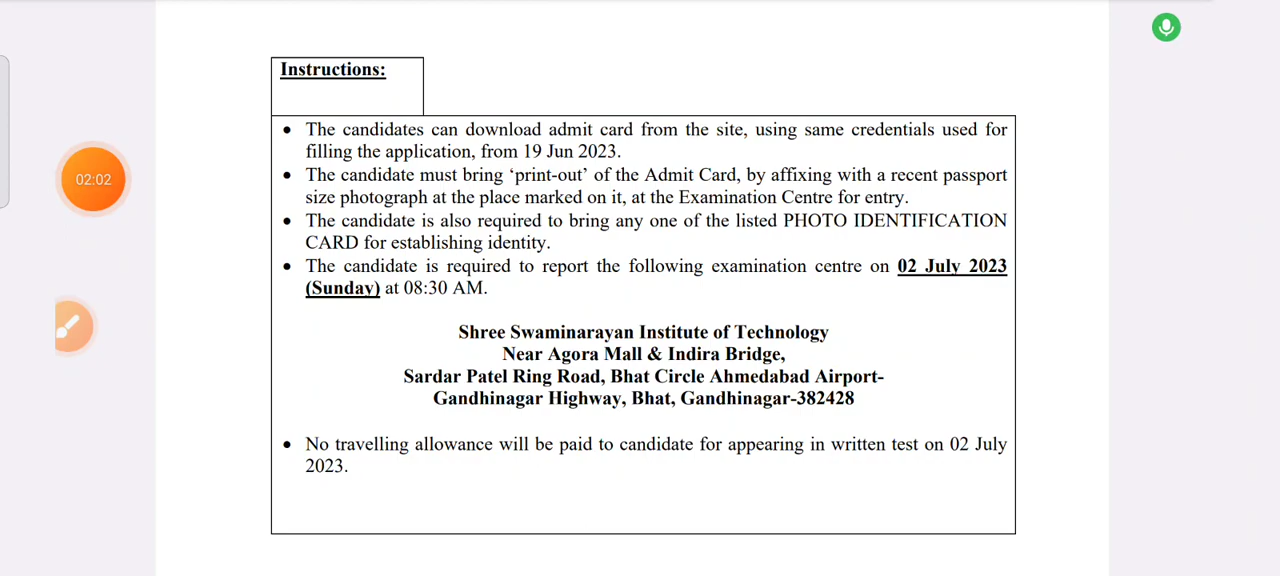 Instructions:
02:02
• The candidates can download admit card from the site, using same credentials used for
filling the application, from 19 Jun 2023.
• The candidate must bring ‘print-out’ of the Admit Card, by affixing with a recent passport
size photograph at the place marked on it, at the Examination Centre for entry.
• The candidate is also required to bring any one of the listed PHOTO IDENTIFICATION
CARD for establishing identity.
• The candidate is required to report the following examination centre on 02 July 2023
(Sunday) at 08:30 AM.
Shree Swaminarayan Institute of Technology
Near Agora Mall & Indira Bridge,
Sardar Patel Ring Road, Bhat Circle Ahmedabad Airport-
Gandhinagar Highway, Bhat, Gandhinagar-382428
• No travelling allowance will be paid to candidate for appearing in written test on 02 July
2023.